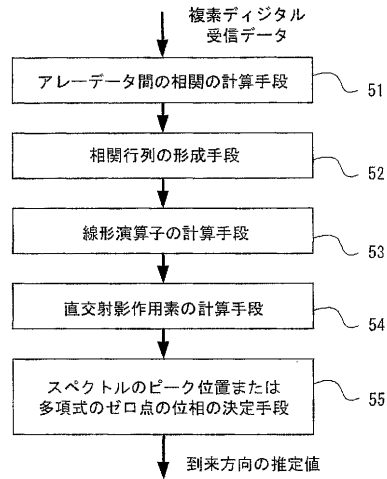 複素ディジタル
受信データ
アレーデータ間の相関の計算手段
51
相関行列の形成手段
52
線形演算子の計算手段
53
直交射影作用素の計算手段
54
スペクトルのピーク位置または
多項式のゼロ点の位相の決定手段
55
到来方向の推定値